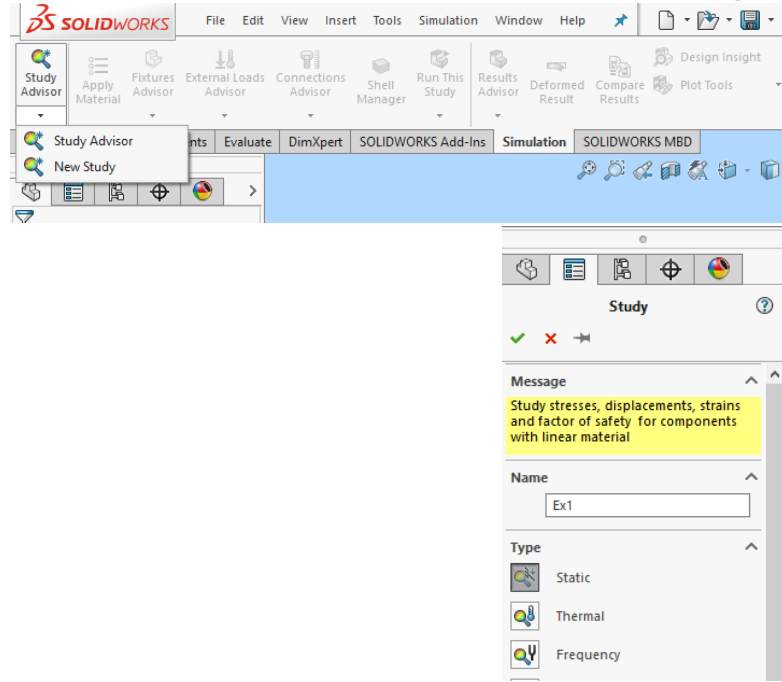 SOLIDWORKS File Edit View Insert Tools Simulation Window Help
Study Advisor
Apply Material
Fixtures Advisor
External Loads Advisor
Connections Advisor
Shell Manager
Run This Study
Results Advisor
Deformed Result
Compare Results
Design Insight
Plot Tools
Study Advisor
New Study
nts Evaluate DimXpert SOLIDWORKS Add-Ins Simulation SOLIDWORKS MBD
Study
Message
Study stresses, displacements, strains
and factor of safety for components
with linear material
Name
Ex1
Type
Static
Thermal
Frequency